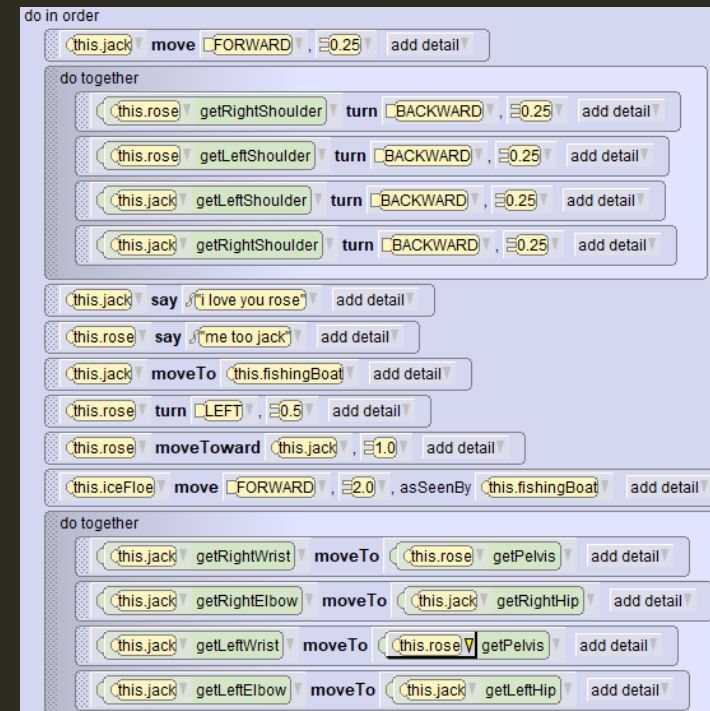 do in order
this.jack move FORWARD , 0.25 add detail
do together
this.rose getRightShoulder turn BACKWARD , 0.25 add detail
this.rose getLeftShoulder turn BACKWARD , 0.25 add detail
this.jack getLeftShoulder turn BACKWARD , 0.25 add detail
this.jack getRightShoulder turn BACKWARD , 0.25 add detail
this.jack say "i love you rose" add detail
this.rose say "me too jack" add detail
this.jack moveTo this.fishingBoat add detail
this.rose turn LEFT , 0.5 add detail
this.rose moveToward this.jack , 1.0 add detail
this.iceFloe move FORWARD , 2.0 , asSeenBy this.fishingBoat add detail
do together
this.jack getRightWrist moveTo this.rose getPelvis add detail
this.jack getRightElbow moveTo this.jack getRightHip add detail
this.jack getLeftWrist moveTo this.rose getPelvis add detail
this.jack getLeftElbow moveTo this.jack getLeftHip add detail